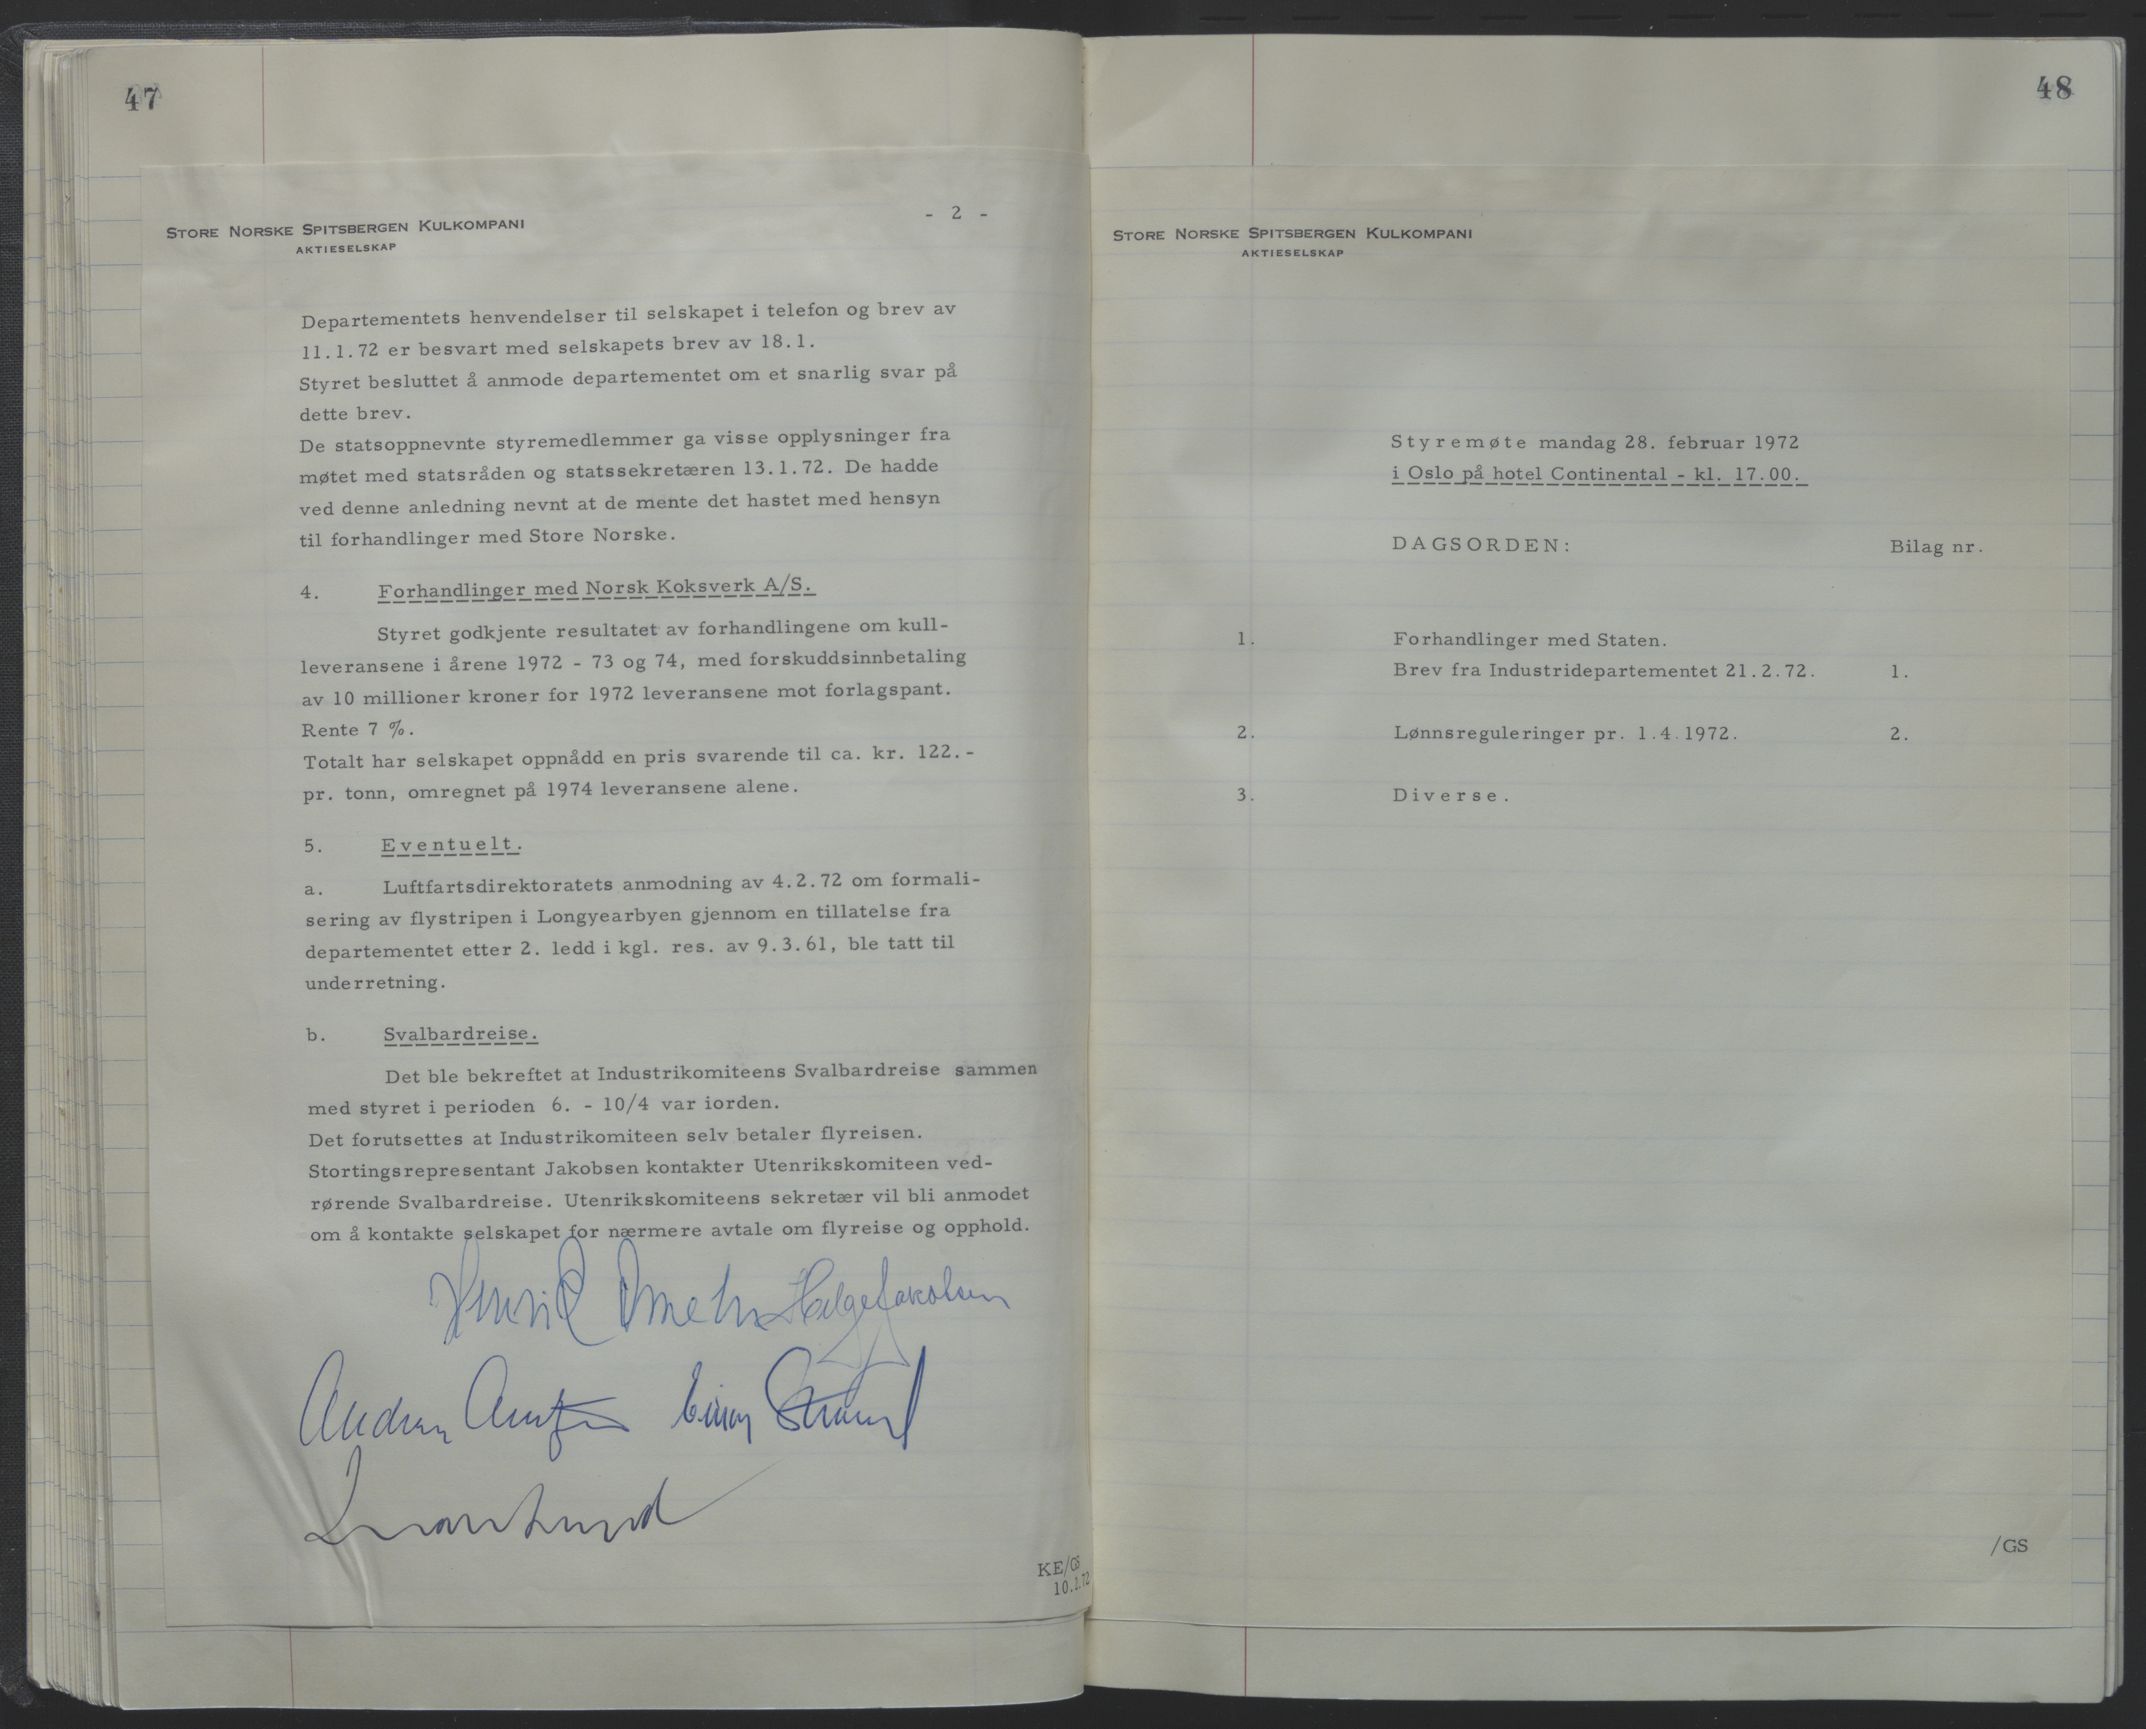 47
- 2 -
STORE NORSKE SPITSBERGEN KULKOMPANI
AKTIESELSKAP
Departementets henvendelser til selskapet i telefon og brev av
11.1.72 er besvart med selskapets brev av 18.1.
Styret besluttet å anmode departementet om et snarlig svar på
dette brev.
De statsoppnevnte styremedlemmer ga visse opplysninger fra
møtet med statsråden og statssekretæren 13.1.72. De hadde
ved denne anledning nevnt at de mente det hastet med hensyn
til forhandlinger med Store Norske.
4. Forhandlinger med Norsk Koksverk A/S.
Styret godkjente resultatet av forhandlingene om kull-
leveransene i årene 1972 - 73 og 74, med forskuddsinnbetaling
av 10 millioner kroner for 1972 leveransene mot forlagspant.
Rente 7 %.
Totalt har selskapet oppnådd en pris svarende til ca. kr. 122.-
pr. tonn, omregnet på 1974 leveransene alene.
5. Eventuelt.
a. Luftfartsdirektoratets anmodning av 4.2.72 om formali-
sering av flystripen i Longyearbyen gjennom en tillatelse fra
departementet etter 2. ledd i kgl. res. av 9.3.61, ble tatt til
underretning.
b. Svalbardreise.
Det ble bekreftet at Industrikomiteens Svalbardreise sammen
med styret i perioden 6. - 10/4 var iorden.
Det forutsettes at Industrikomiteen selv betaler flyreisen.
Stortingsrepresentant Jakobsen kontakter Utenrikskomiteen ved-
rørende Svalbardreise. Utenrikskomiteens sekretær vil bli anmodet
om å kontakte selskapet for nærmere avtale om flyreise og opphold.
Henrik Helge Jakobsen
KE/GS
10.2.72
48
STORE NORSKE SPITSBERGEN KULKOMPANI
AKTIESELSKAP
Styremøte mandag 28. februar 1972
i Oslo på hotel Continental - kl. 17.00.
DAGSORDEN: Bilag nr.
1. Forhandlinger med Staten.
Brev fra Industridepartementet 21.2.72. 1.
2. Lønnsreguleringer pr. 1.4.1972. 2.
3. Diverse.
/GS